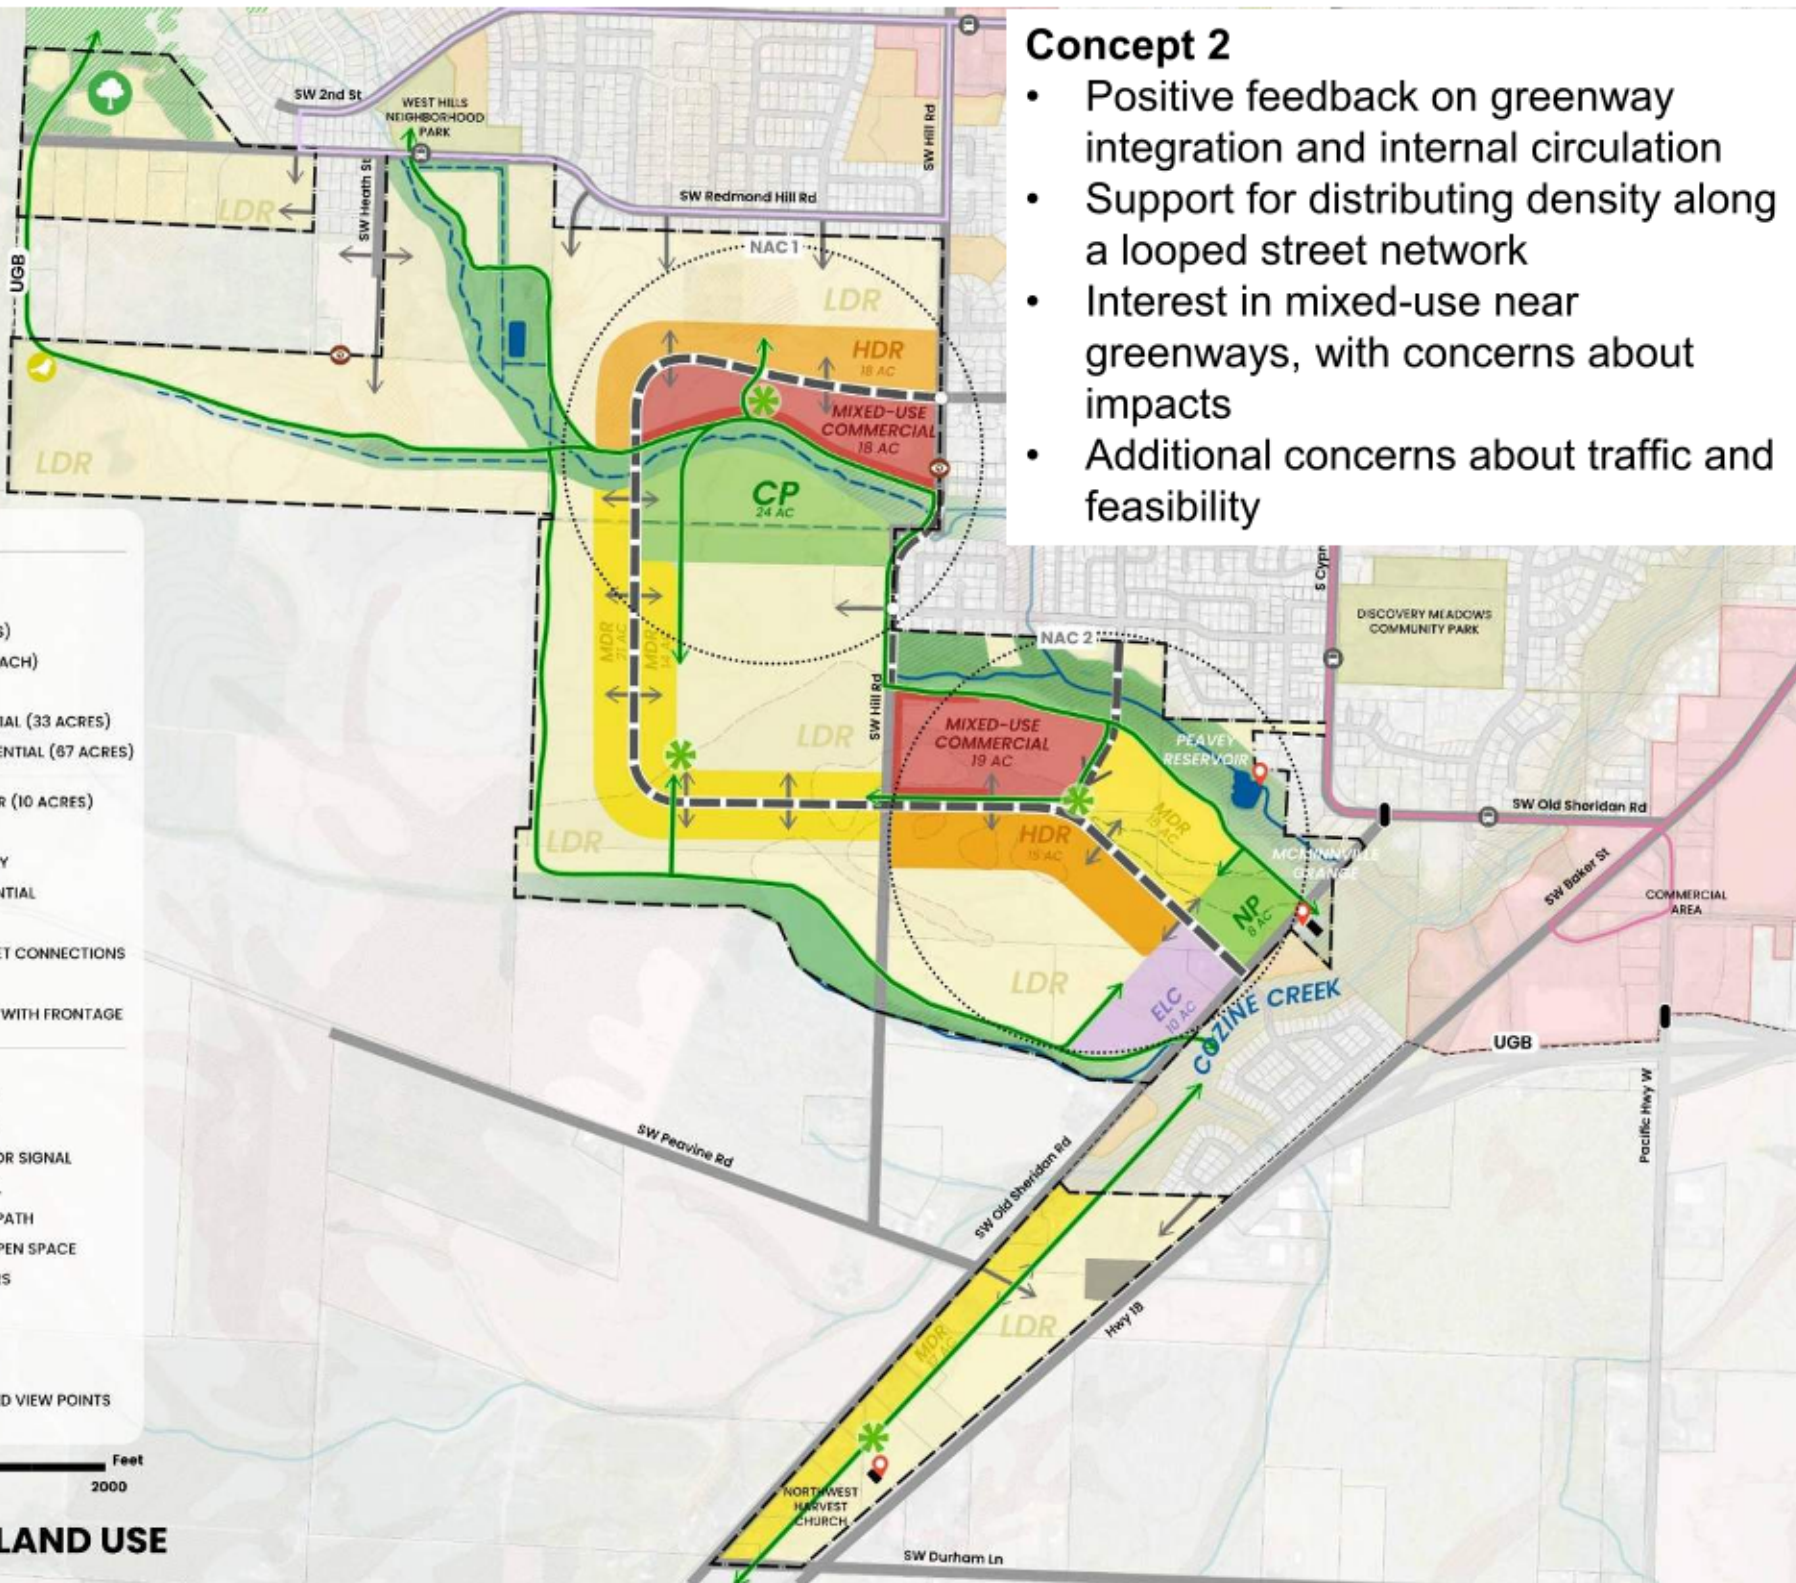 Concept 2
• Positive feedback on greenway
integration and internal circulation
• Support for distributing density along
a looped street network
• Interest in mixed-use near
greenways, with concerns about
impacts
• Additional concerns about traffic and
feasibility
SW 2nd St
WEST HILLS
NEIGHBORHOOD
PARK
SW Hill Rd
SW Heath St
SW Redmond Hill Rd
LDR
UGB
NAC 1
LDR
HDR
18 AC
MIXED-USE
COMMERCIAL
18 AC
LDR
CP
24 AC
MDR
21 AC
MDR
14
S Cypr
DISCOVERY MEADOWS
COMMUNITY PARK
NAC 2
SW Hill Rd
LDR
MIXED-USE
COMMERCIAL
19 AC
PEAVEY
RESERVOIR
MDR
SW Old Sheridan Rd
LDR
HDR
15 AC
MCMINNVILLE
GRANGE
SW Baker St
COMMERCIAL
AREA
NP
8 AC
LDR
ELC
10 AC
COZINE CREEK
UGB
Pacific Hwy W
SW Peavine Rd
SW Old Sheridan Rd
Hwy 18
LDR
MDR
NORTHWEST
HARVEST
CHURCH
SW Durham Ln
S)
ACH)
IAL (33 ACRES)
ENTIAL (67 ACRES)
R (10 ACRES)
Y
NTIAL
ET CONNECTIONS
WITH FRONTAGE
OR SIGNAL
PATH
PEN SPACE
RS
D VIEW POINTS
Feet
2000
LAND USE